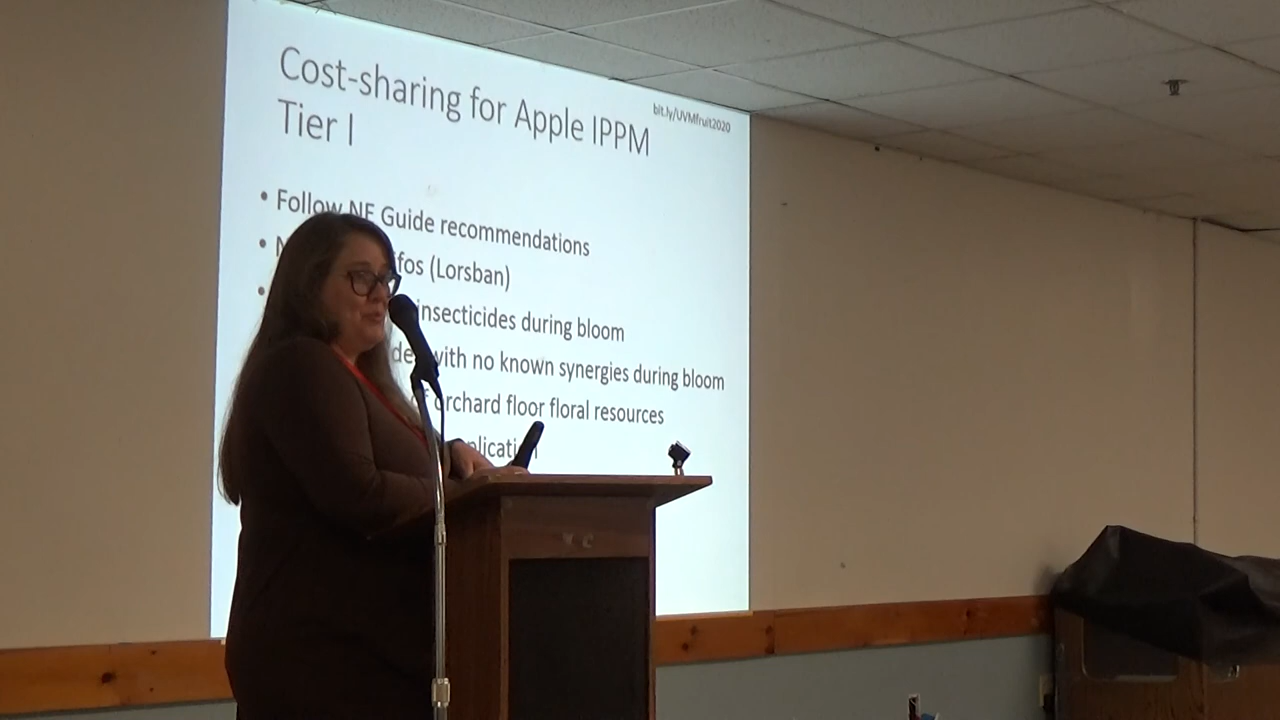 Cost-sharing for Apple IPPM
Tier I
bit.ly/UVMfruit2020
• Follow NE Guide recommendations
• fos (Lorsban)
• insecticides during bloom
with no known synergies during bloom
of orchard floor floral resources